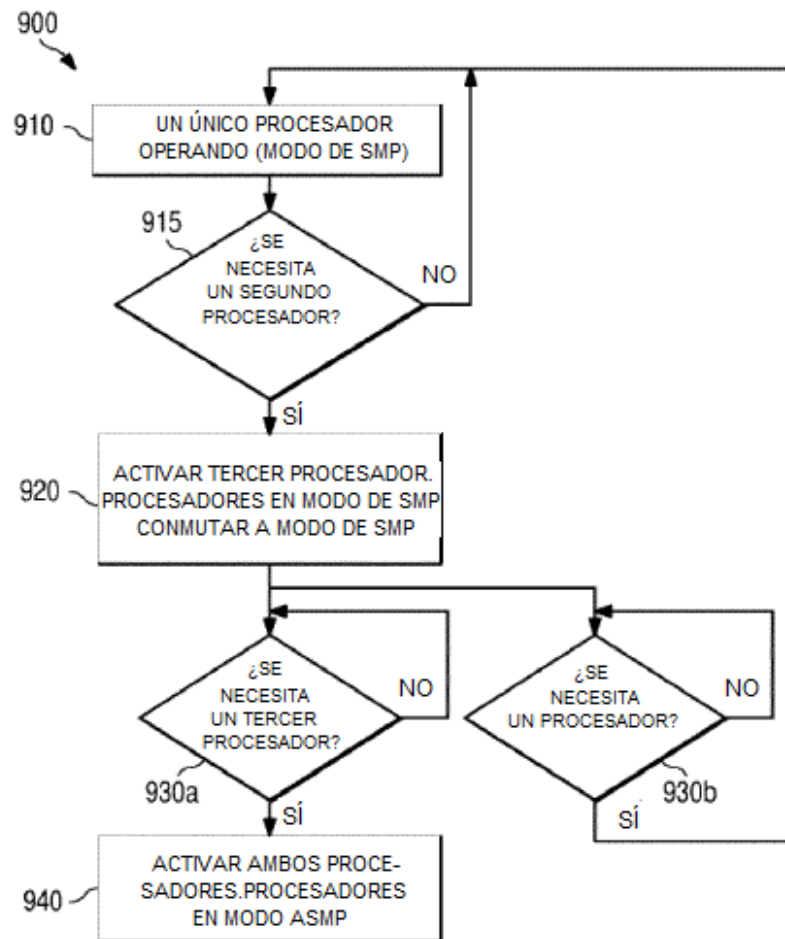 900
910
UN ÚNICO PROCESADOR
OPERANDO (MODO DE SMP)
915
¿SE
NECESITA
UN SEGUNDO
PROCESADOR?
NO
SÍ
920
ACTIVAR TERCER PROCESADOR.
PROCESADORES EN MODO DE SMP
CONMUTAR A MODO DE SMP
¿SE
NECESITA
UN TERCER
PROCESADOR?
NO
930a
SÍ
¿SE
NECESITA
UN PROCESADOR?
NO
930b
SÍ
940
ACTIVAR AMBOS PROCE-
SADORES.PROCESADORES
EN MODO ASMP